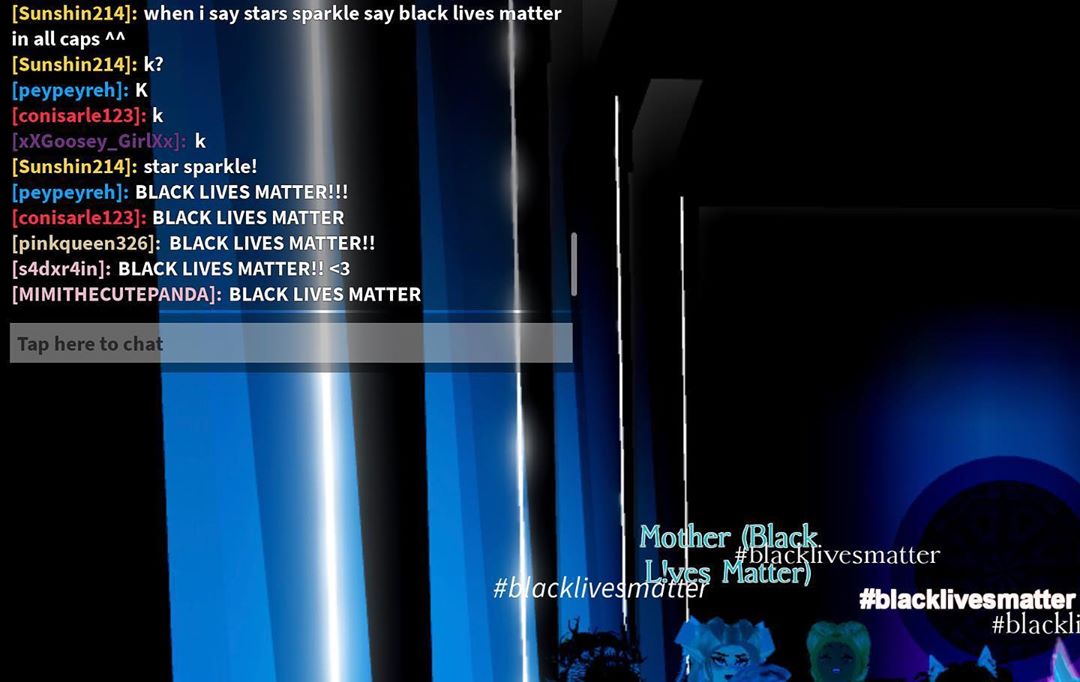 [Sunshin214]: when i say stars sparkle say black lives matter
in all caps ^^
[Sunshin214]: k?
[peypeyreh]: K
[conisarle123]: k
[xXGoosey_GirlXx]: k
[Sunshin214]: star sparkle!
[peypeyreh]: BLACK LIVES MATTER!!!
[conisarle123]: BLACK LIVES MATTER
[pinkqueen326]: BLACK LIVES MATTER!!
[s4dxr4in]: BLACK LIVES MATTER!! <3
[MIMITHECUTEPANDA]: BLACK LIVES MATTER
Tap here to chat
Mother (Black
L!ves Matter)
#blacklivesmatter
#blacklivesmatter
#blacklivesmatter
#blackli